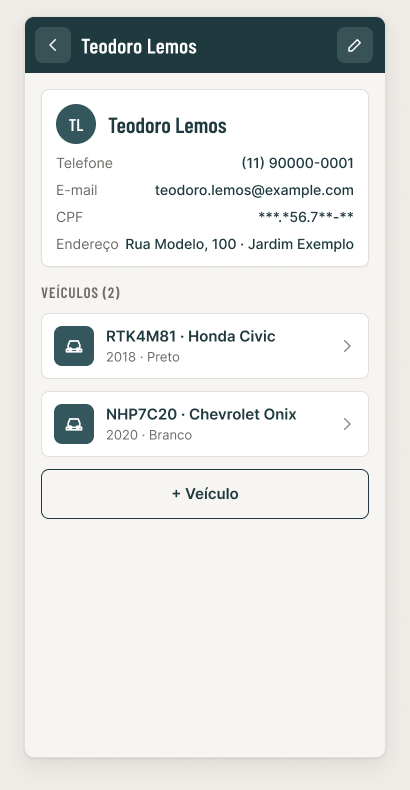 Teodoro Lemos
TL
Teodoro Lemos
Telefone (11) 90000-0001
E-mail teodoro.lemos@example.com
CPF ***.*56.7**-**
Endereço Rua Modelo, 100 · Jardim Exemplo
VEÍCULOS (2)
RTK4M81 · Honda Civic
2018 · Preto
NHP7C20 · Chevrolet Onix
2020 · Branco
+ Veículo